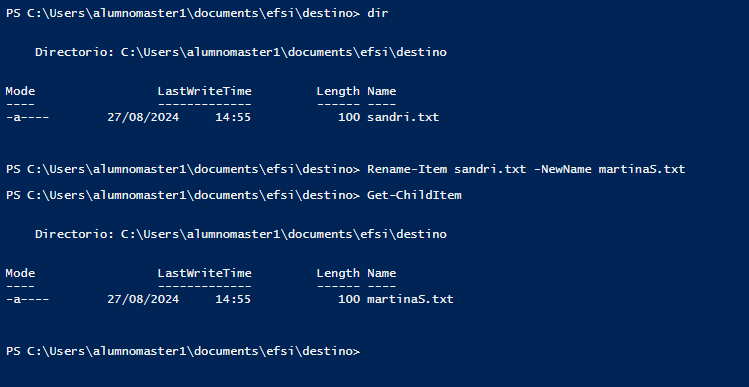 PS C:\Users\alumnomaster1\documents\efsi\destino> dir
Directorio: C:\Users\alumnomaster1\documents\efsi\destino
Mode LastWriteTime Length Name
---- ------------- ------ ----
-a---- 27/08/2024 14:55 100 sandri.txt
PS C:\Users\alumnomaster1\documents\efsi\destino> Rename-Item sandri.txt -NewName martinaS.txt
PS C:\Users\alumnomaster1\documents\efsi\destino> Get-ChildItem
Directorio: C:\Users\alumnomaster1\documents\efsi\destino
Mode LastWriteTime Length Name
---- ------------- ------ ----
-a---- 27/08/2024 14:55 100 martinaS.txt
PS C:\Users\alumnomaster1\documents\efsi\destino>